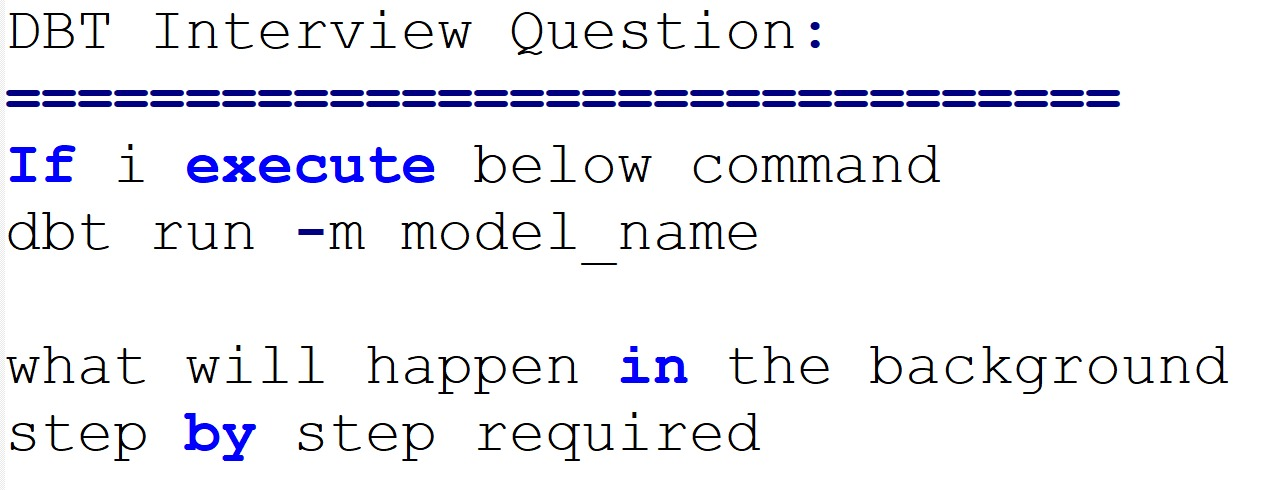 DBT Interview Question:
===============================
If i execute below command
dbt run -m model_name
what will happen in the background
step by step required